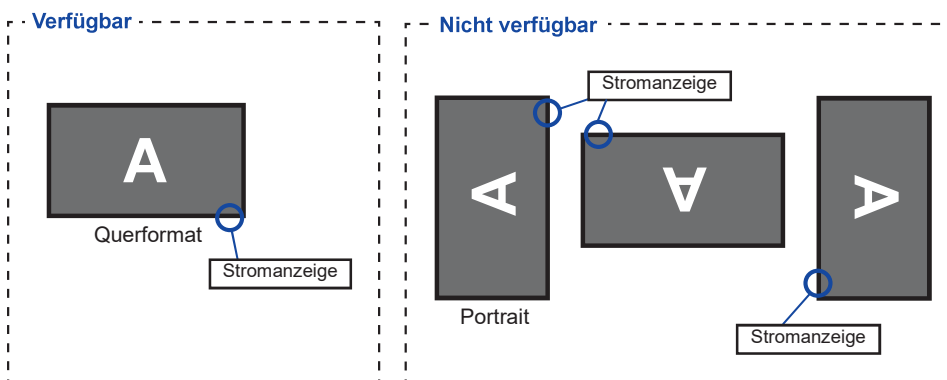 Verfügbar
Nicht verfügbar
A
Querformat
Stromanzeige
Stromanzeige
A
A
A
Portrait
Stromanzeige